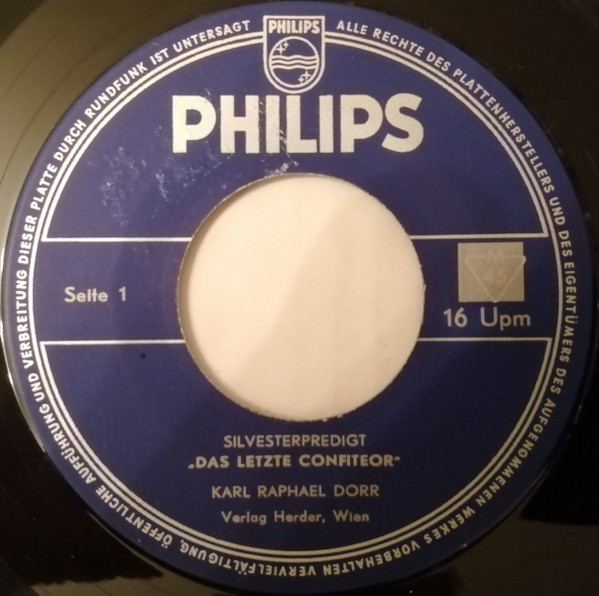 PHILIPS
PHILIPS
Seite 1
M
45
16 Upm
SILVESTERPREDIGT
„DAS LETZTE CONFITEOR"
KARL RAPHAEL DORR
Verlag Herder, Wien
ALLE RECHTE DES PLATTENHERSTELLERS UND DES EIGENTÜMERS DES AUFGENOMMENEN WERKES VORBEHALTEN VERVIELFÄLTIGUNG, ÖFFENTLICHE AUFFÜHRUNG UND VERBREITUNG DIESER PLATTE DURCH RUNDFUNK IST UNTERSAGT